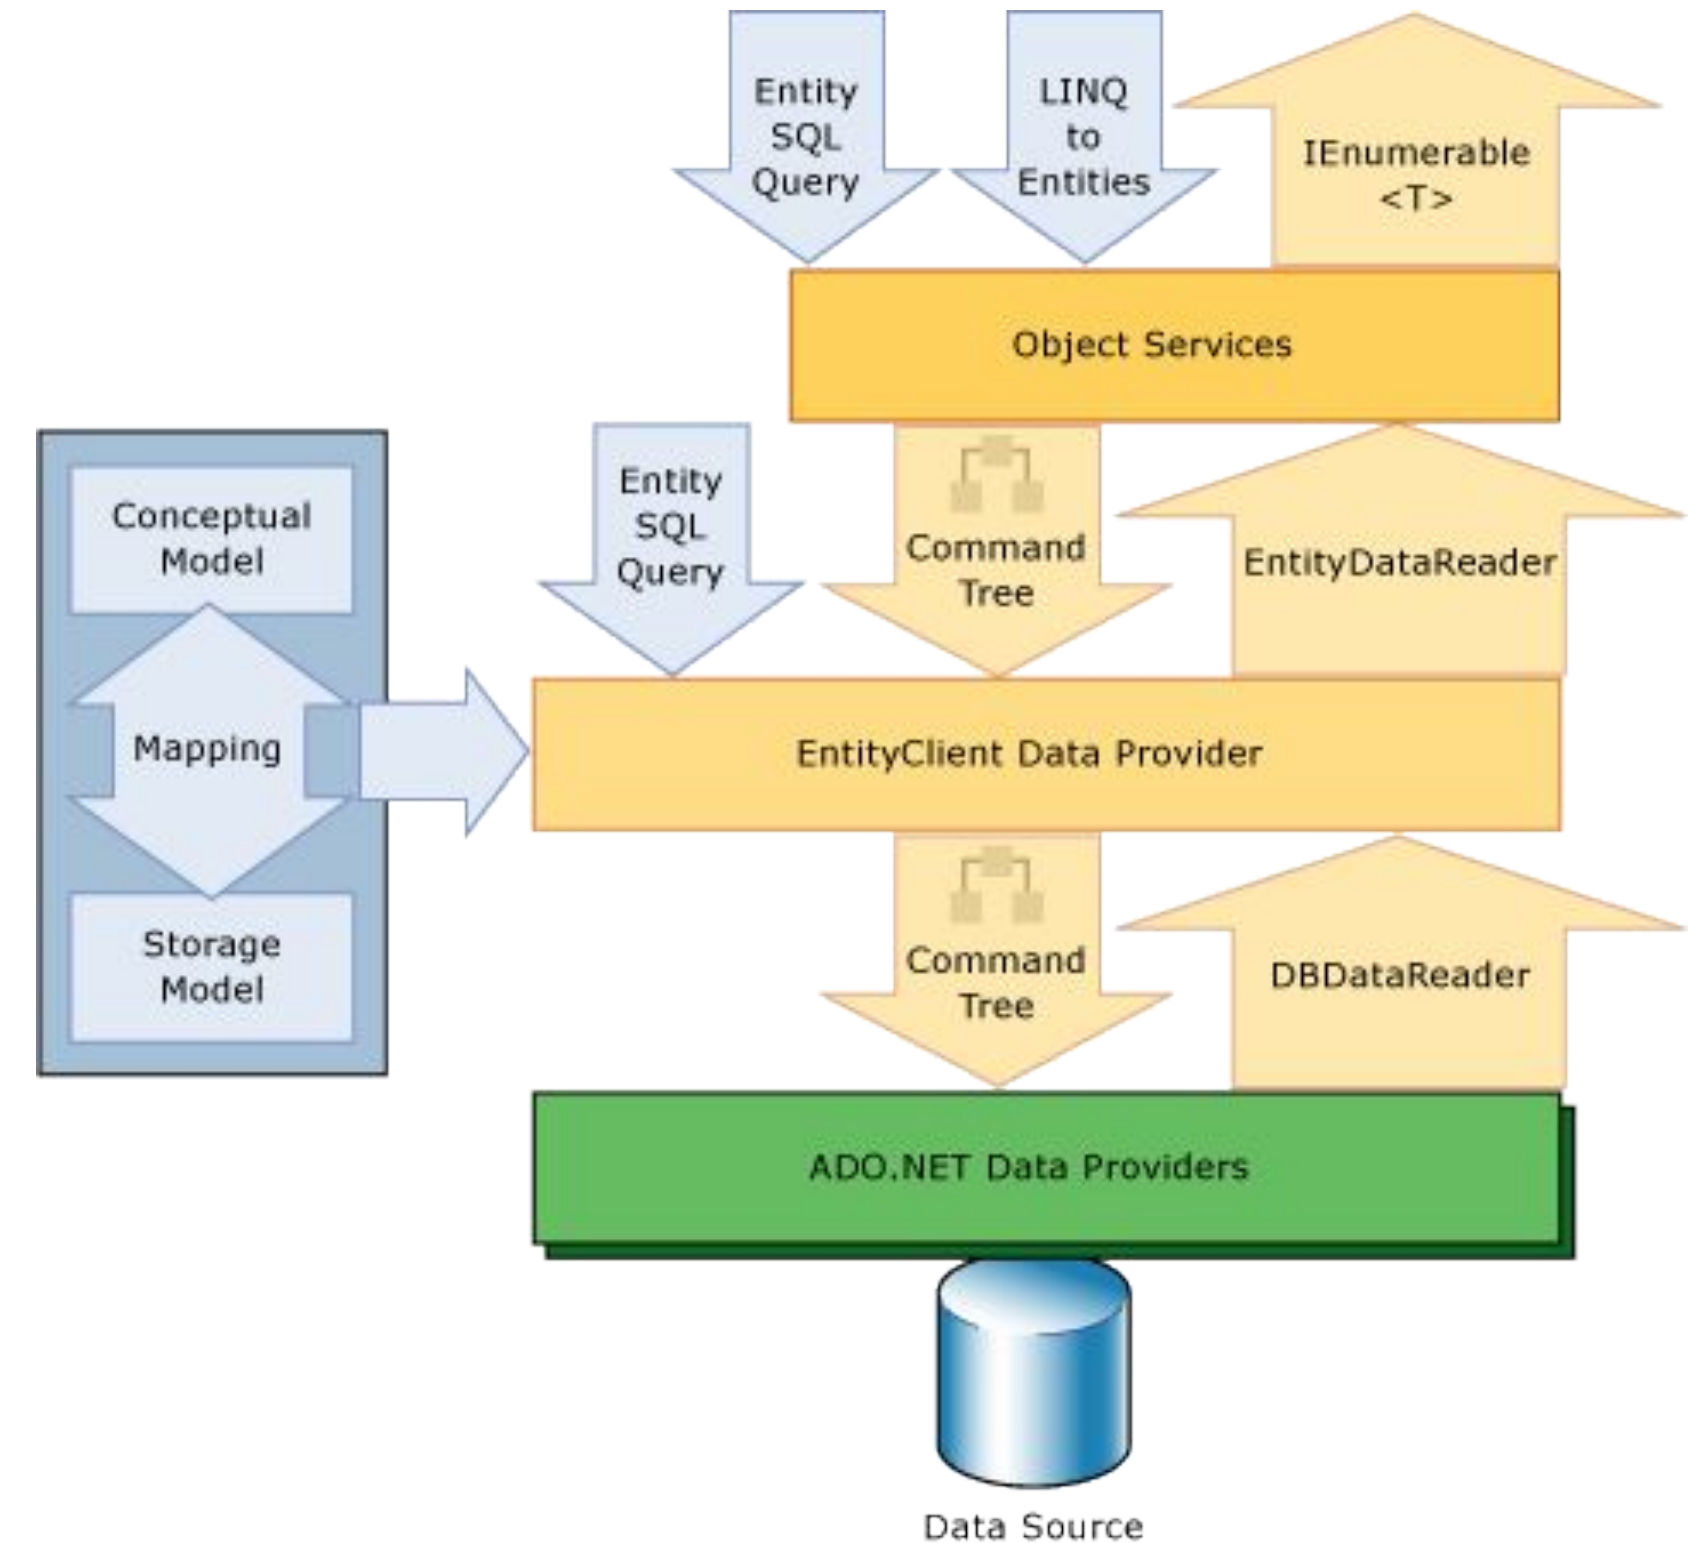 Entity
SQL
Query
LINQ
to
Entities
IEnumerable
<T>
Object Services
Conceptual
Model
Mapping
Storage
Model
Entity
SQL
Query
Command
Tree
EntityDataReader
EntityClient Data Provider
Command
Tree
DBDataReader
ADO.NET Data Providers
Data Source